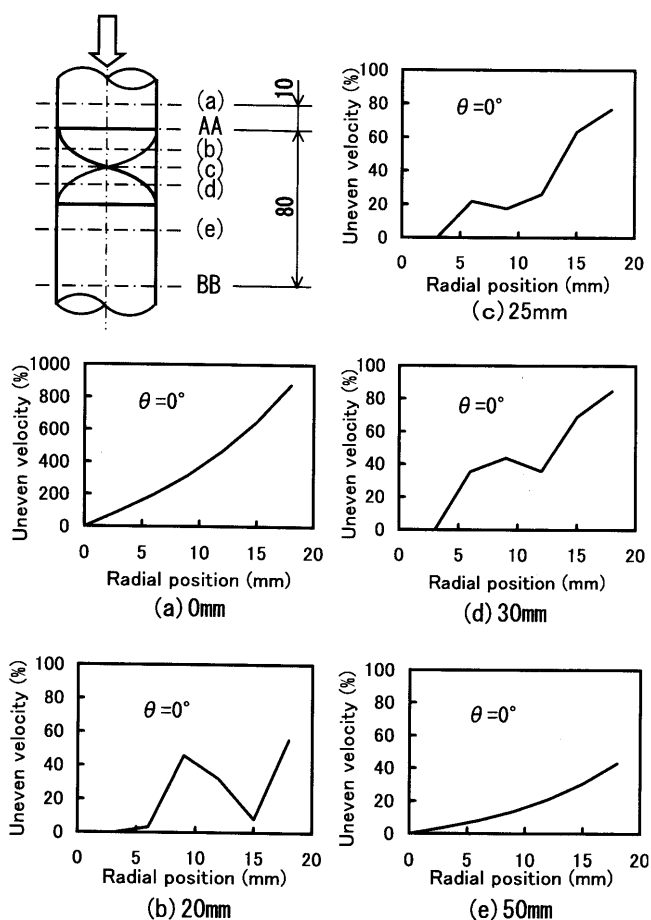 (a)
AA
(b)
(c)
(d)
(e)
BB
10
80
Uneven velocity (%)
100
80
60
40
20
0
θ=0°
0 5 10 15 20
Radial position (mm)
(c) 25mm
Uneven velocity (%)
1000
800
600
400
200
0
θ=0°
0 5 10 15 20
Radial position (mm)
(a) 0mm
Uneven velocity (%)
100
80
60
40
20
0
θ=0°
0 5 10 15 20
Radial position (mm)
(d) 30mm
Uneven velocity (%)
100
80
60
40
20
0
θ=0°
0 5 10 15 20
Radial position (mm)
(b) 20mm
Uneven velocity (%)
100
80
60
40
20
0
θ=0°
0 5 10 15 20
Radial position (mm)
(e) 50mm